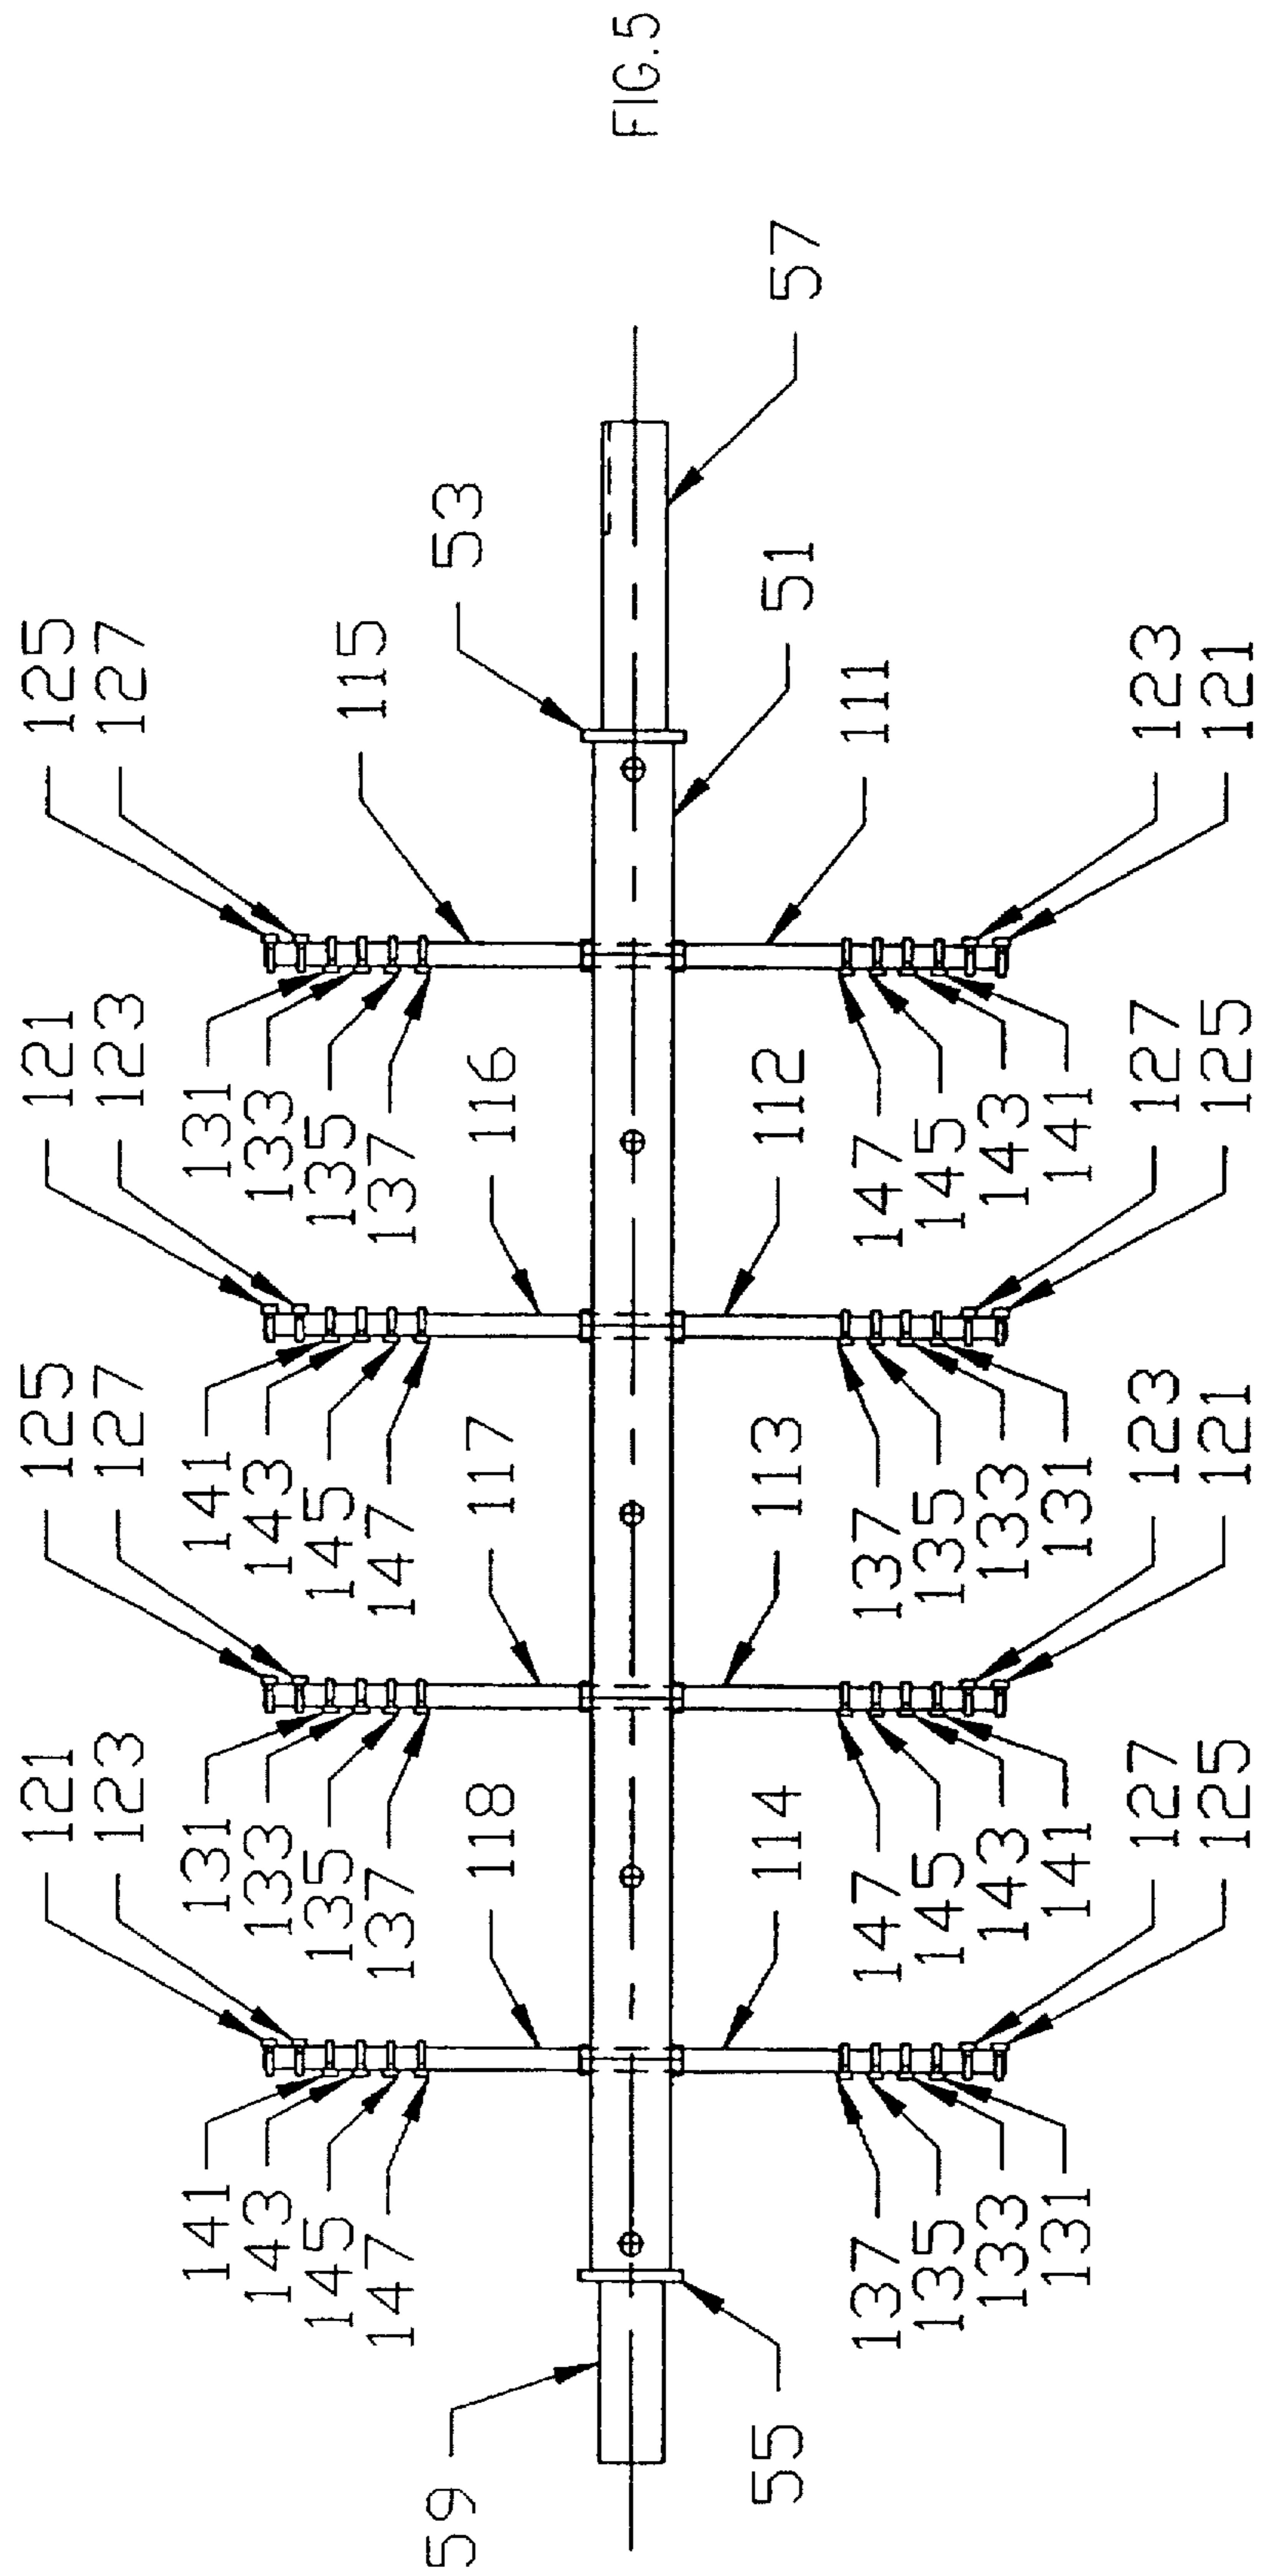 121 125 121 125
123 127 123 127
141 131 141 131
143 133 143 133
145 135 145 135
147 137 147 137
115
59 118 117 116 53
FIG.5
55 114 113 112 51 57
111
137 147 137 147
135 145 135 145
133 143 133 143
131 141 131 141
127 123 127 123
125 121 125 121